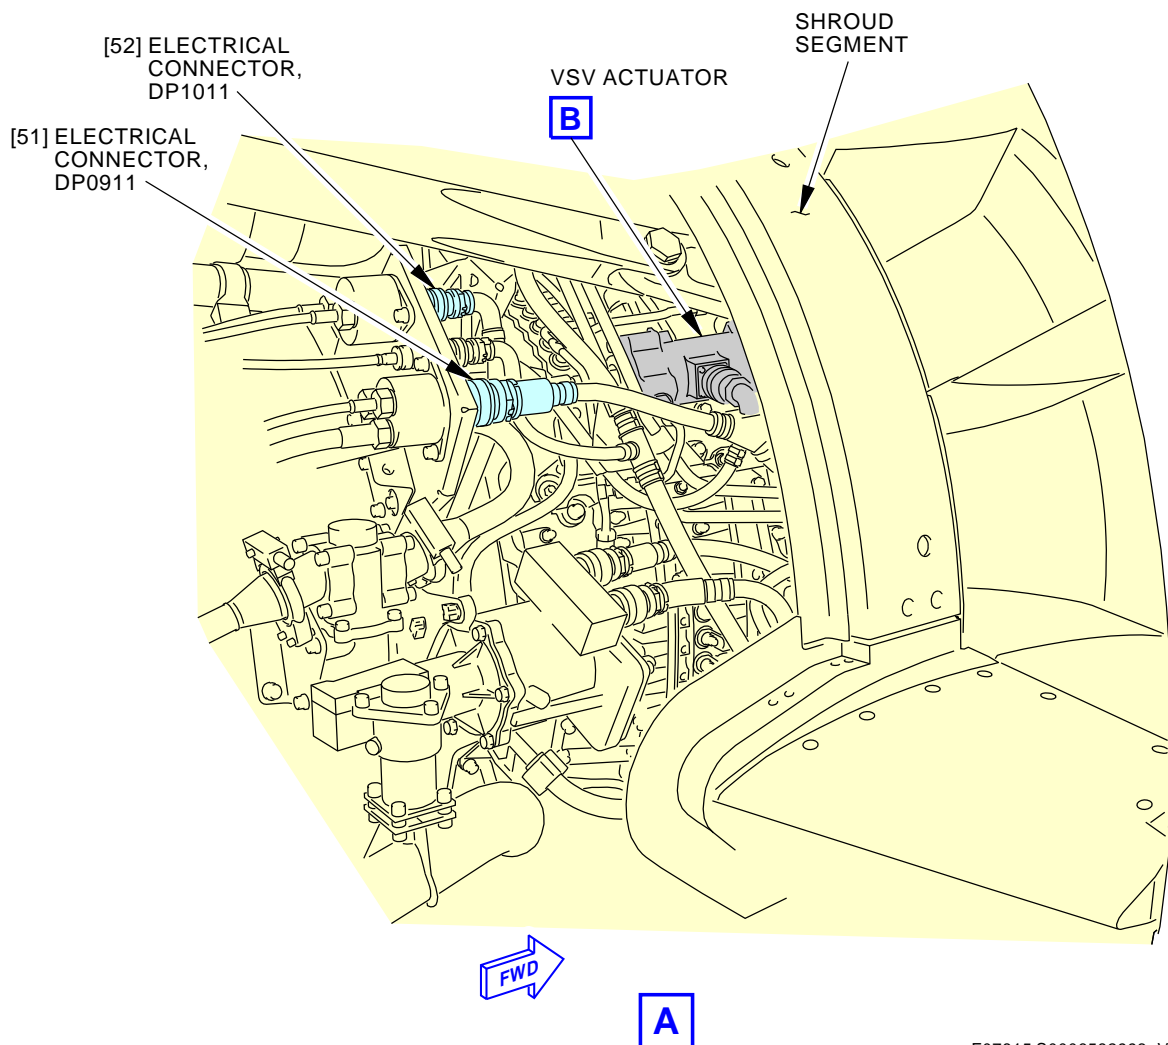 SHROUD
SEGMENT
[52] ELECTRICAL
CONNECTOR,
DP1011
VSV ACTUATOR
B
[51] ELECTRICAL
CONNECTOR,
DP0911
FWD
A